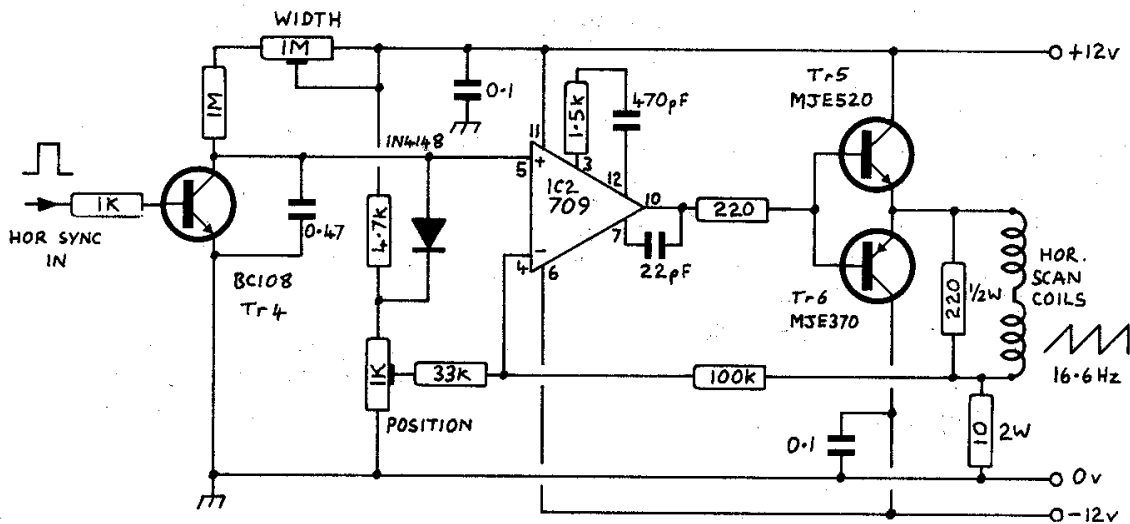 WIDTH
1M
1M
0.1
+12v
Tr5
MJE520
470pF
1.5k
1N4148
11
3
5
+
12
IC2
709
10
1K
HOR SYNC
IN
0.47
4.7k
220
7
22pF
-
4
6
BC108
Tr4
HOR.
SCAN
COILS
220
1/2W
Tr6
MJE370
1K
33k
100k
16.6Hz
POSITION
0.1
10
2W
0v
-12v